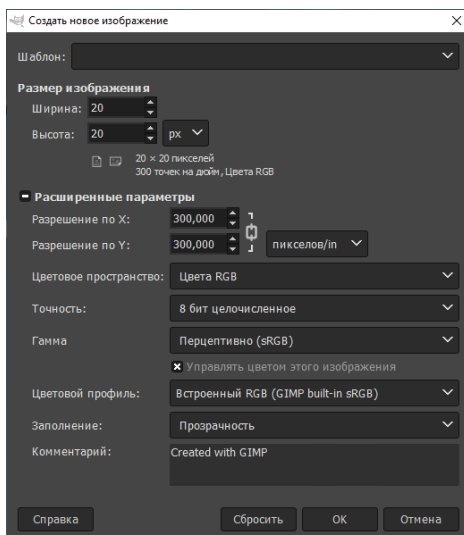 Создать новое изображение
Шаблон:
Размер изображения
Ширина: 20
Высота: 20 px
20 × 20 пикселей
300 точек на дюйм, Цвета RGB
Расширенные параметры
Разрешение по X: 300,000
Разрешение по Y: 300,000 пикселов/in
Цветовое пространство: Цвета RGB
Точность: 8 бит целочисленное
Гамма Перцептивно (sRGB)
Управлять цветом этого изображения
Цветовой профиль: Встроенный RGB (GIMP built-in sRGB)
Заполнение: Прозрачность
Комментарий: Created with GIMP
Справка Сбросить OK Отмена